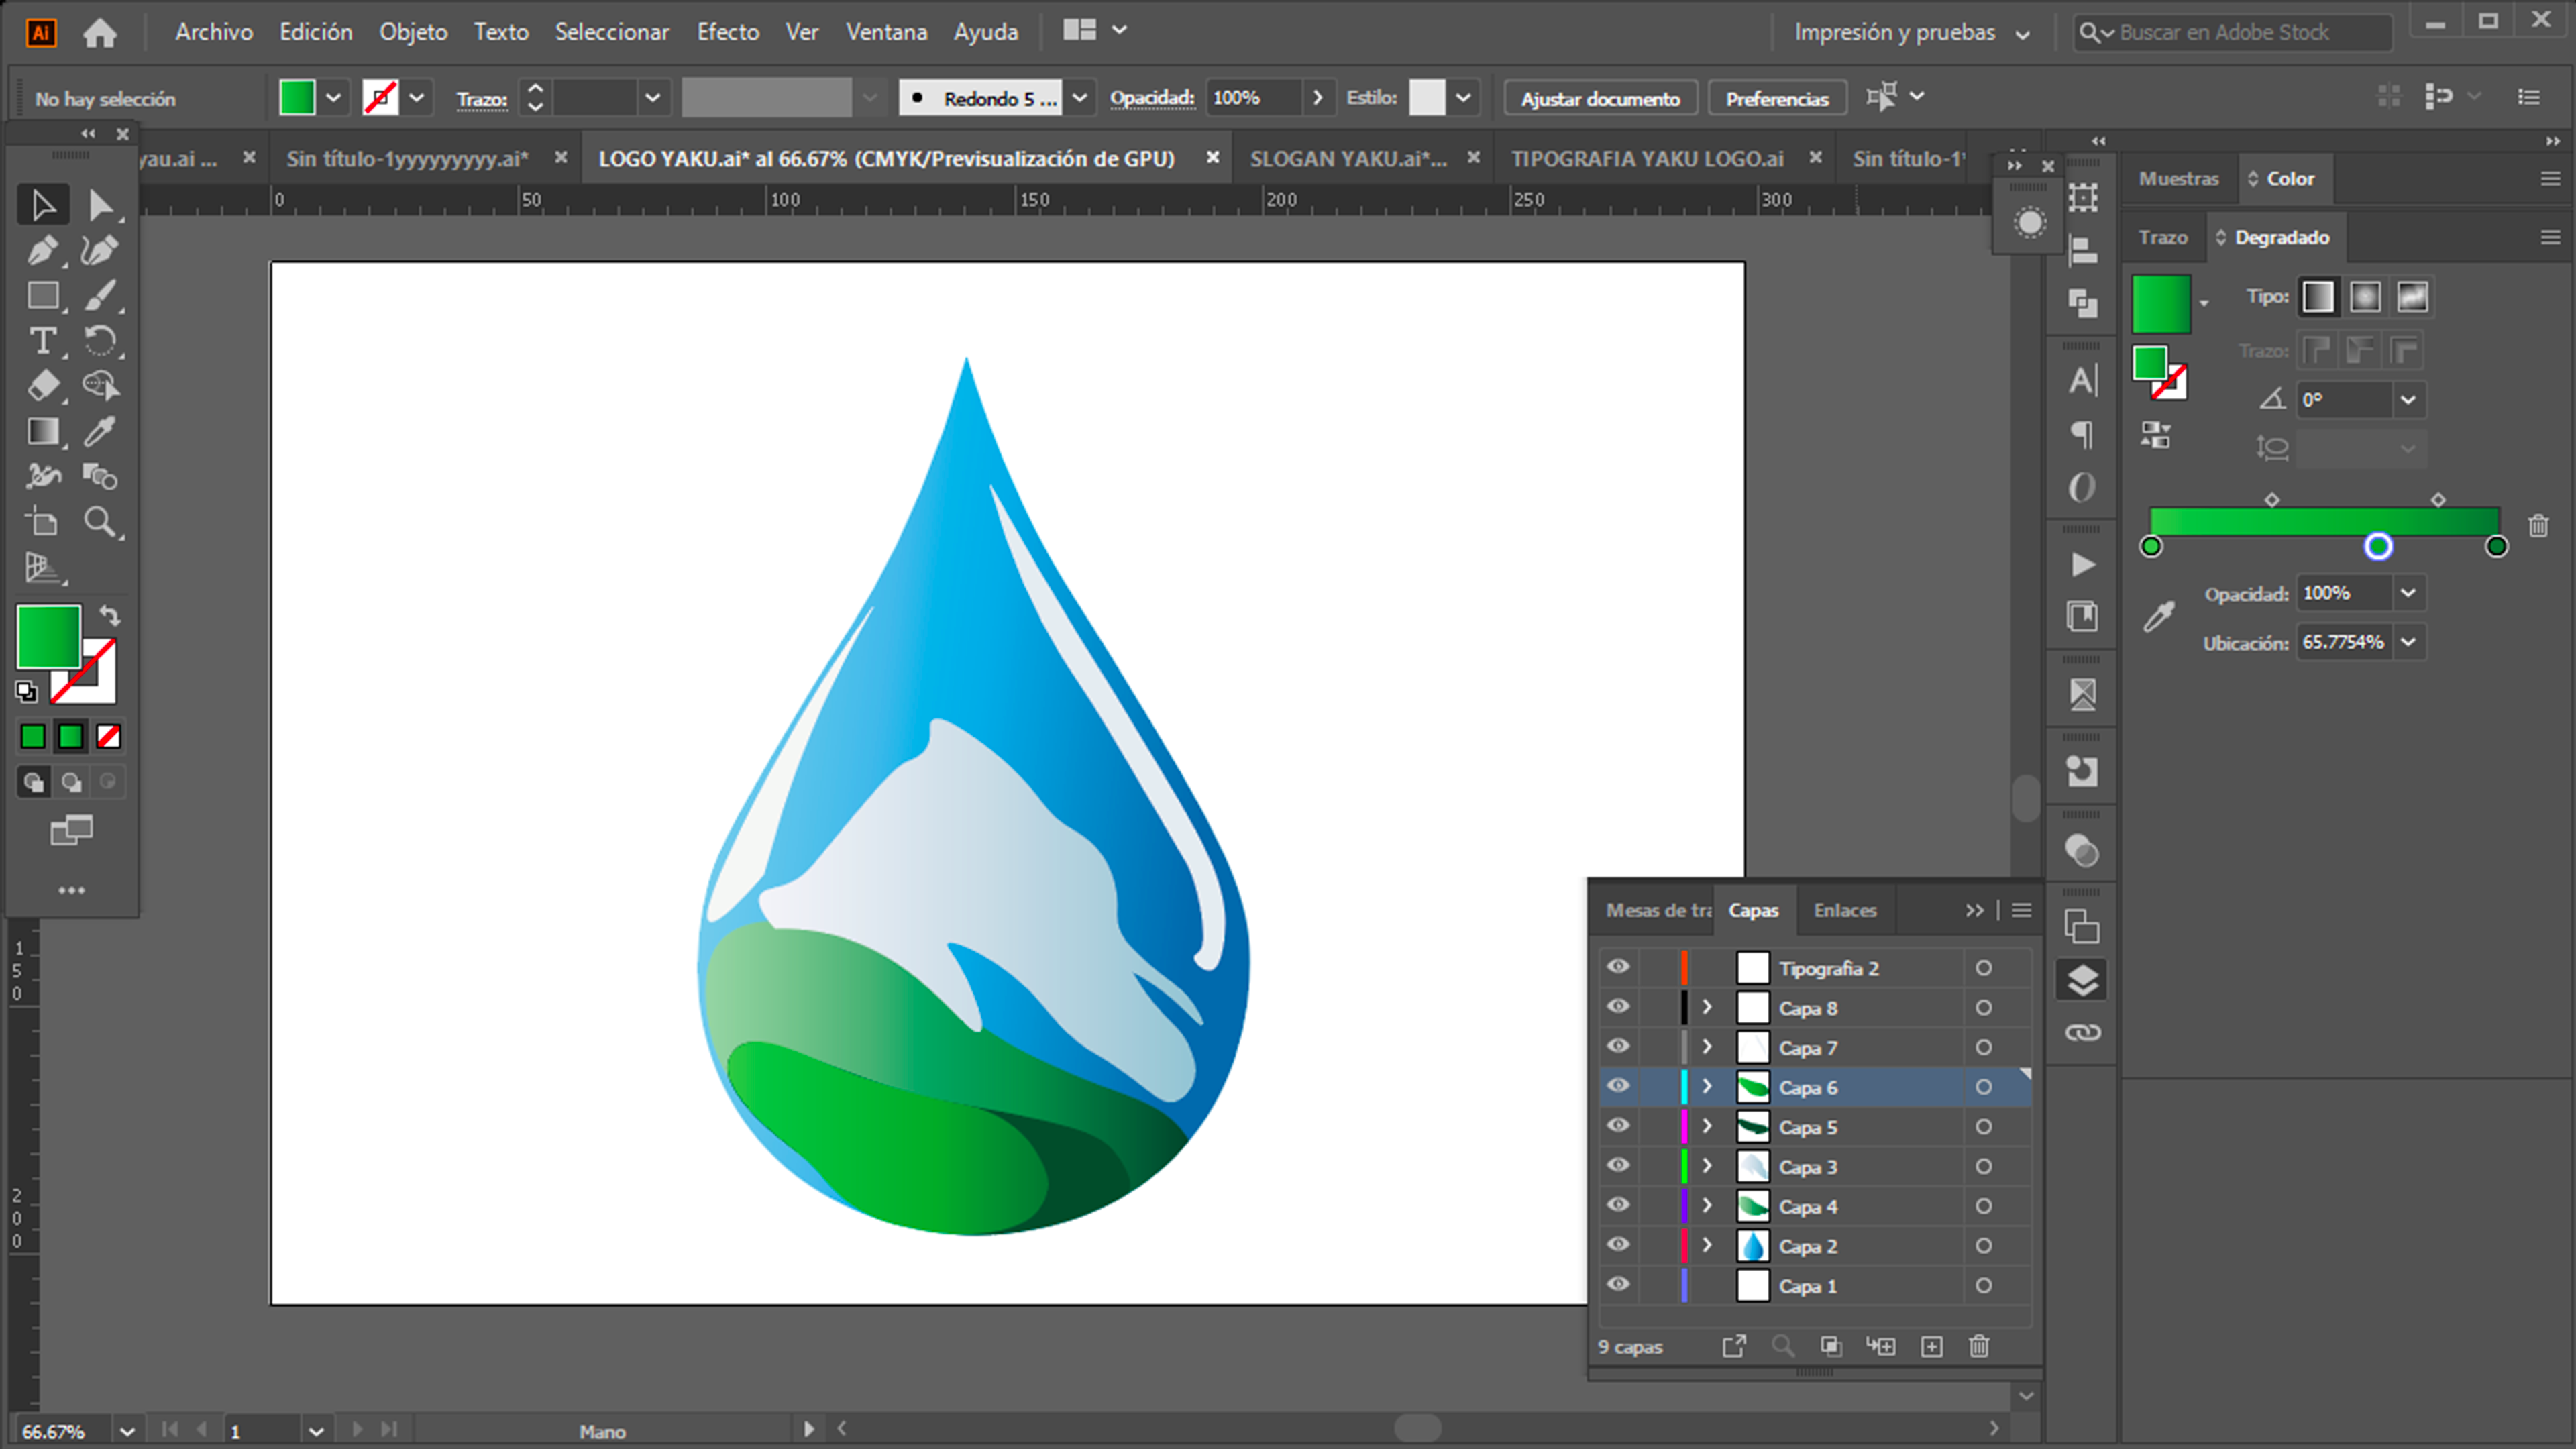 Ai Archivo Edición Objeto Texto Seleccionar Efecto Ver Ventana Ayuda Impresión y pruebas Buscar en Adobe Stock
No hay selección Trazo: Redondo 5 ... Opacidad: 100% Estilo: Ajustar documento Preferencias
yau.ai ... × Sin título-1yyyyyyyyy.ai* × LOGO YAKU.ai* al 66.67% (CMYK/Previsualización de GPU) × SLOGAN YAKU.ai*... × TIPOGRAFIA YAKU LOGO.ai × Sin título-1
0 50 100 150 200 250 300
Muestras Color
Trazo Degradado
Tipo:
Trazo:
0°
Opacidad: 100%
Ubicación: 65.7754%
150
200
Mesas de tra Capas Enlaces
Tipografia 2
Capa 8
Capa 7
Capa 6
Capa 5
Capa 3
Capa 4
Capa 2
Capa 1
9 capas
66.67% 1 Mano